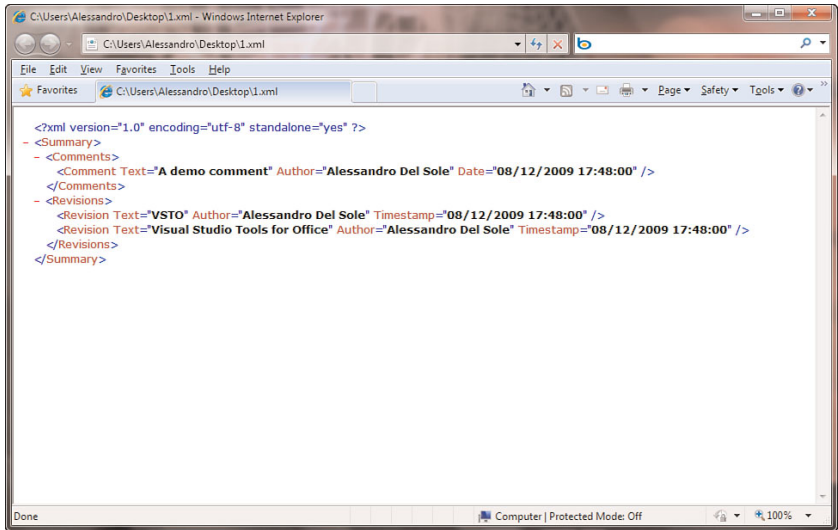 C:\Users\Alessandro\Desktop\1.xml - Windows Internet Explorer
C:\Users\Alessandro\Desktop\1.xml
File Edit View Favorites Tools Help
Favorites C:\Users\Alessandro\Desktop\1.xml Page Safety Tools
<?xml version="1.0" encoding="utf-8" standalone="yes" ?>
- <Summary>
- <Comments>
<Comment Text="A demo comment" Author="Alessandro Del Sole" Date="08/12/2009 17:48:00" />
</Comments>
- <Revisions>
<Revision Text="VSTO" Author="Alessandro Del Sole" Timestamp="08/12/2009 17:48:00" />
<Revision Text="Visual Studio Tools for Office" Author="Alessandro Del Sole" Timestamp="08/12/2009 17:48:00" />
</Revisions>
</Summary>
Done Computer | Protected Mode: Off 100%